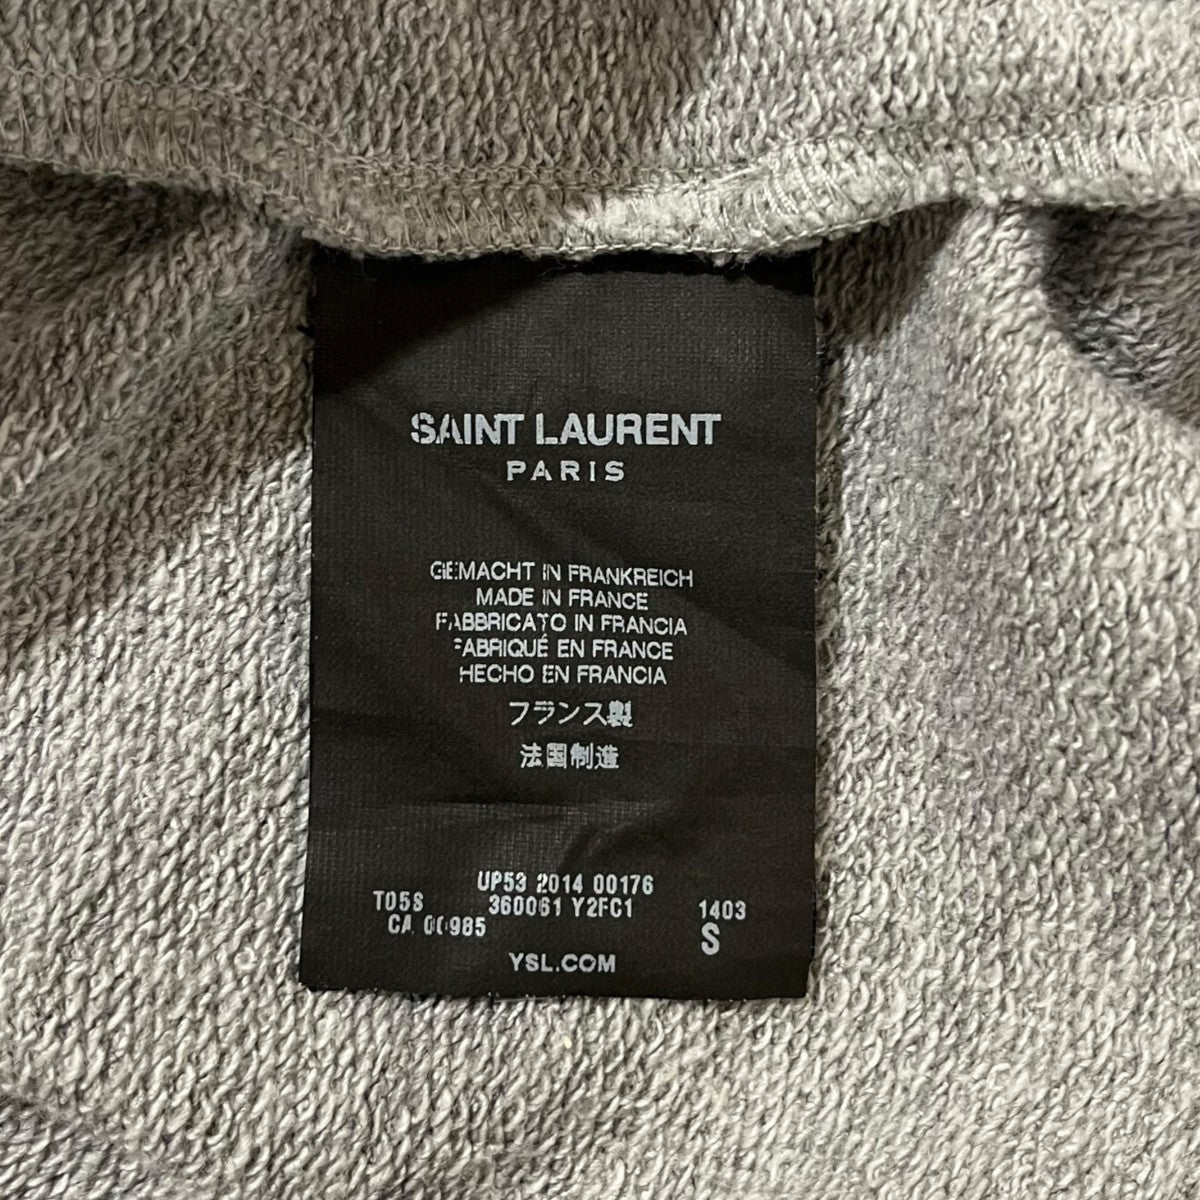 SAINT LAURENT
PARIS
GEMACHT IN FRANKREICH
MADE IN FRANCE
FABBRICATO IN FRANCIA
FABRIQUÉ EN FRANCE
HECHO EN FRANCIA
フランス製
法国制造
UP53 2014 00176
T05S 360061 Y2FC1 1403
CA 00985 S
YSL.COM